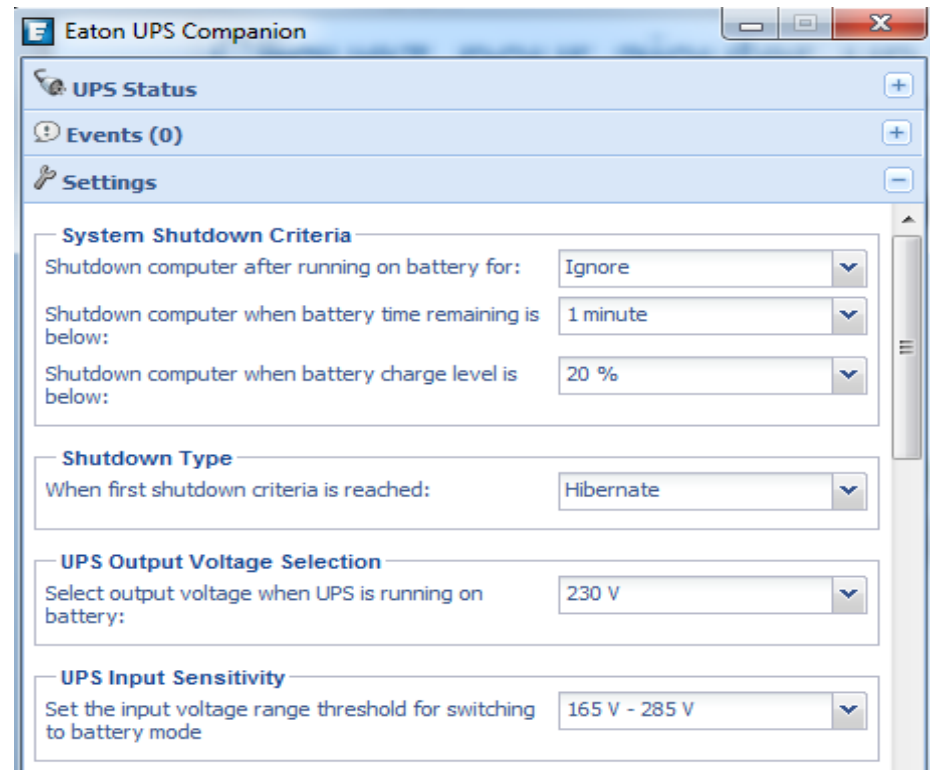 Eaton UPS Companion
UPS Status
Events (0)
Settings
System Shutdown Criteria
Shutdown computer after running on battery for: Ignore
Shutdown computer when battery time remaining is 1 minute
below:
Shutdown computer when battery charge level is 20 %
below:
Shutdown Type
When first shutdown criteria is reached: Hibernate
UPS Output Voltage Selection
Select output voltage when UPS is running on 230 V
battery:
UPS Input Sensitivity
Set the input voltage range threshold for switching 165 V - 285 V
to battery mode